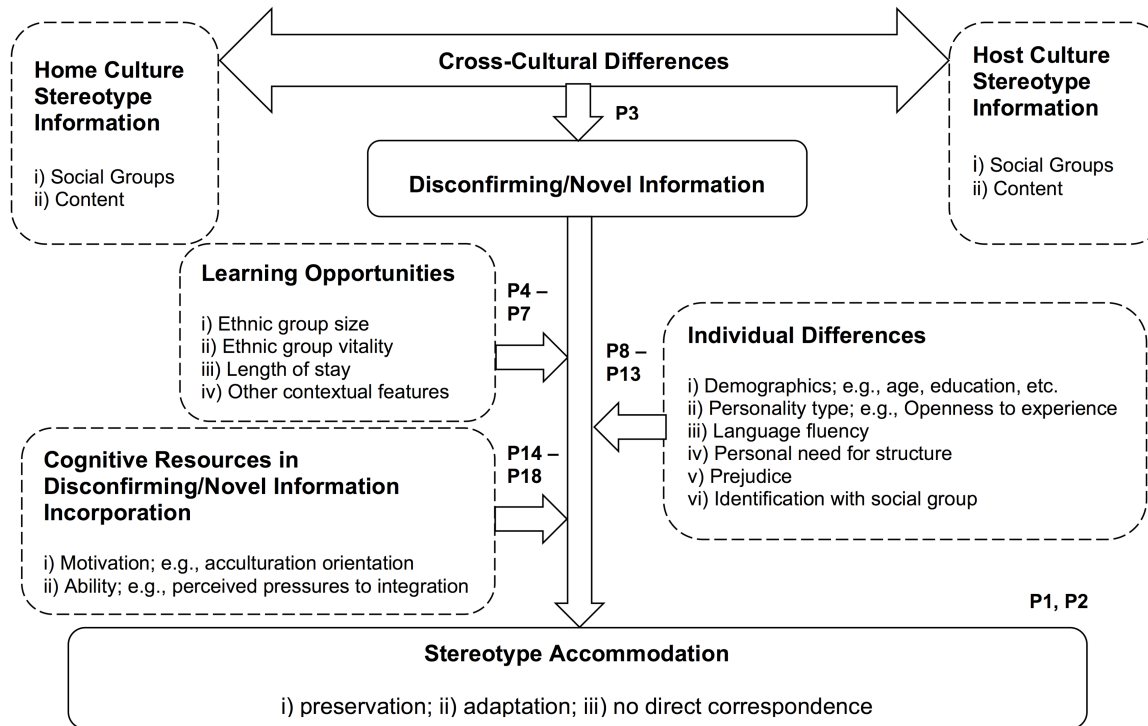 Home Culture
Stereotype
Information
i) Social Groups
ii) Content
Cross-Cultural Differences
Host Culture
Stereotype
Information
i) Social Groups
ii) Content
P3
Disconfirming/Novel Information
Learning Opportunities
i) Ethnic group size
ii) Ethnic group vitality
iii) Length of stay
iv) Other contextual features
P4 –
P7
Individual Differences
i) Demographics; e.g., age, education, etc.
ii) Personality type; e.g., Openness to experience
iii) Language fluency
iv) Personal need for structure
v) Prejudice
vi) Identification with social group
P8 –
P13
Cognitive Resources in
Disconfirming/Novel Information
Incorporation
i) Motivation; e.g., acculturation orientation
ii) Ability; e.g., perceived pressures to integration
P14 –
P18
P1, P2
Stereotype Accommodation
i) preservation; ii) adaptation; iii) no direct correspondence